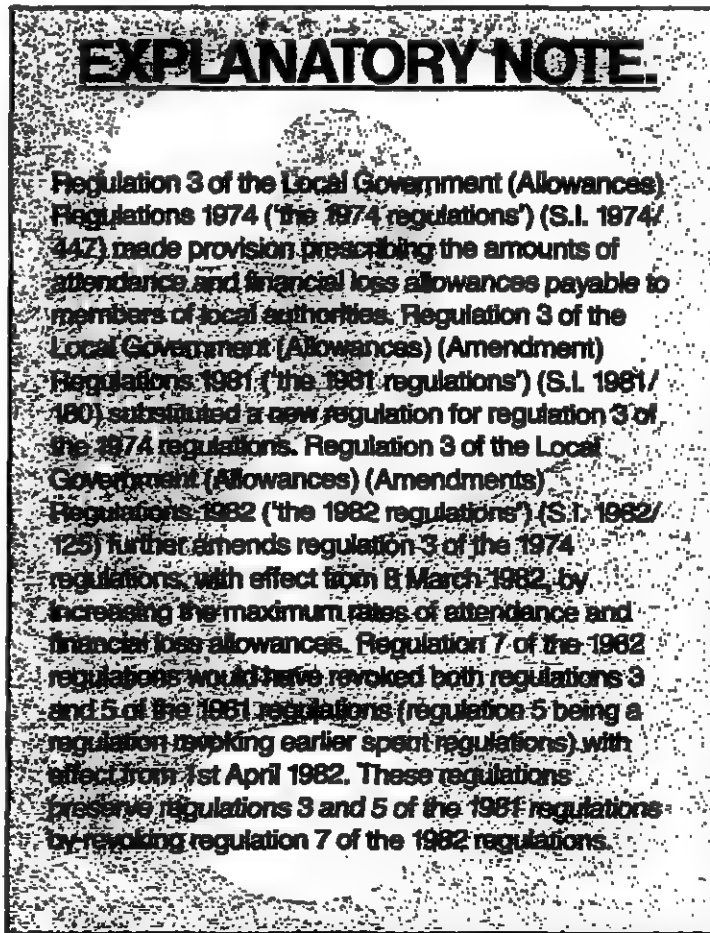 EXPLANATORY NOTE.
Regulation 3 of the Local Government (Allowances)
Regulations 1974 ('the 1974 regulations') (S.I. 1974/
447) made provision prescribing the amounts of
attendance and financial loss allowances payable to
members of local authorities. Regulation 3 of the
Local Government (Allowances) (Amendment)
Regulations 1981 ('the 1981 regulations') (S.I. 1981/
180) substituted a new regulation for regulation 3 of
the 1974 regulations. Regulation 3 of the Local
Government (Allowances) (Amendments)
Regulations 1982 ('the 1982 regulations') (S.I. 1982/
125) further amends regulation 3 of the 1974
regulations, with effect from 8 March 1982, by
increasing the maximum rates of attendance and
financial loss allowances. Regulation 7 of the 1982
regulations would have revoked both regulations 3
and 5 of the 1981 regulations (regulation 5 being a
regulation revoking earlier spent regulations) with
effect from 1st April 1982. These regulations
preserve regulations 3 and 5 of the 1981 regulations
by revoking regulation 7 of the 1982 regulations.